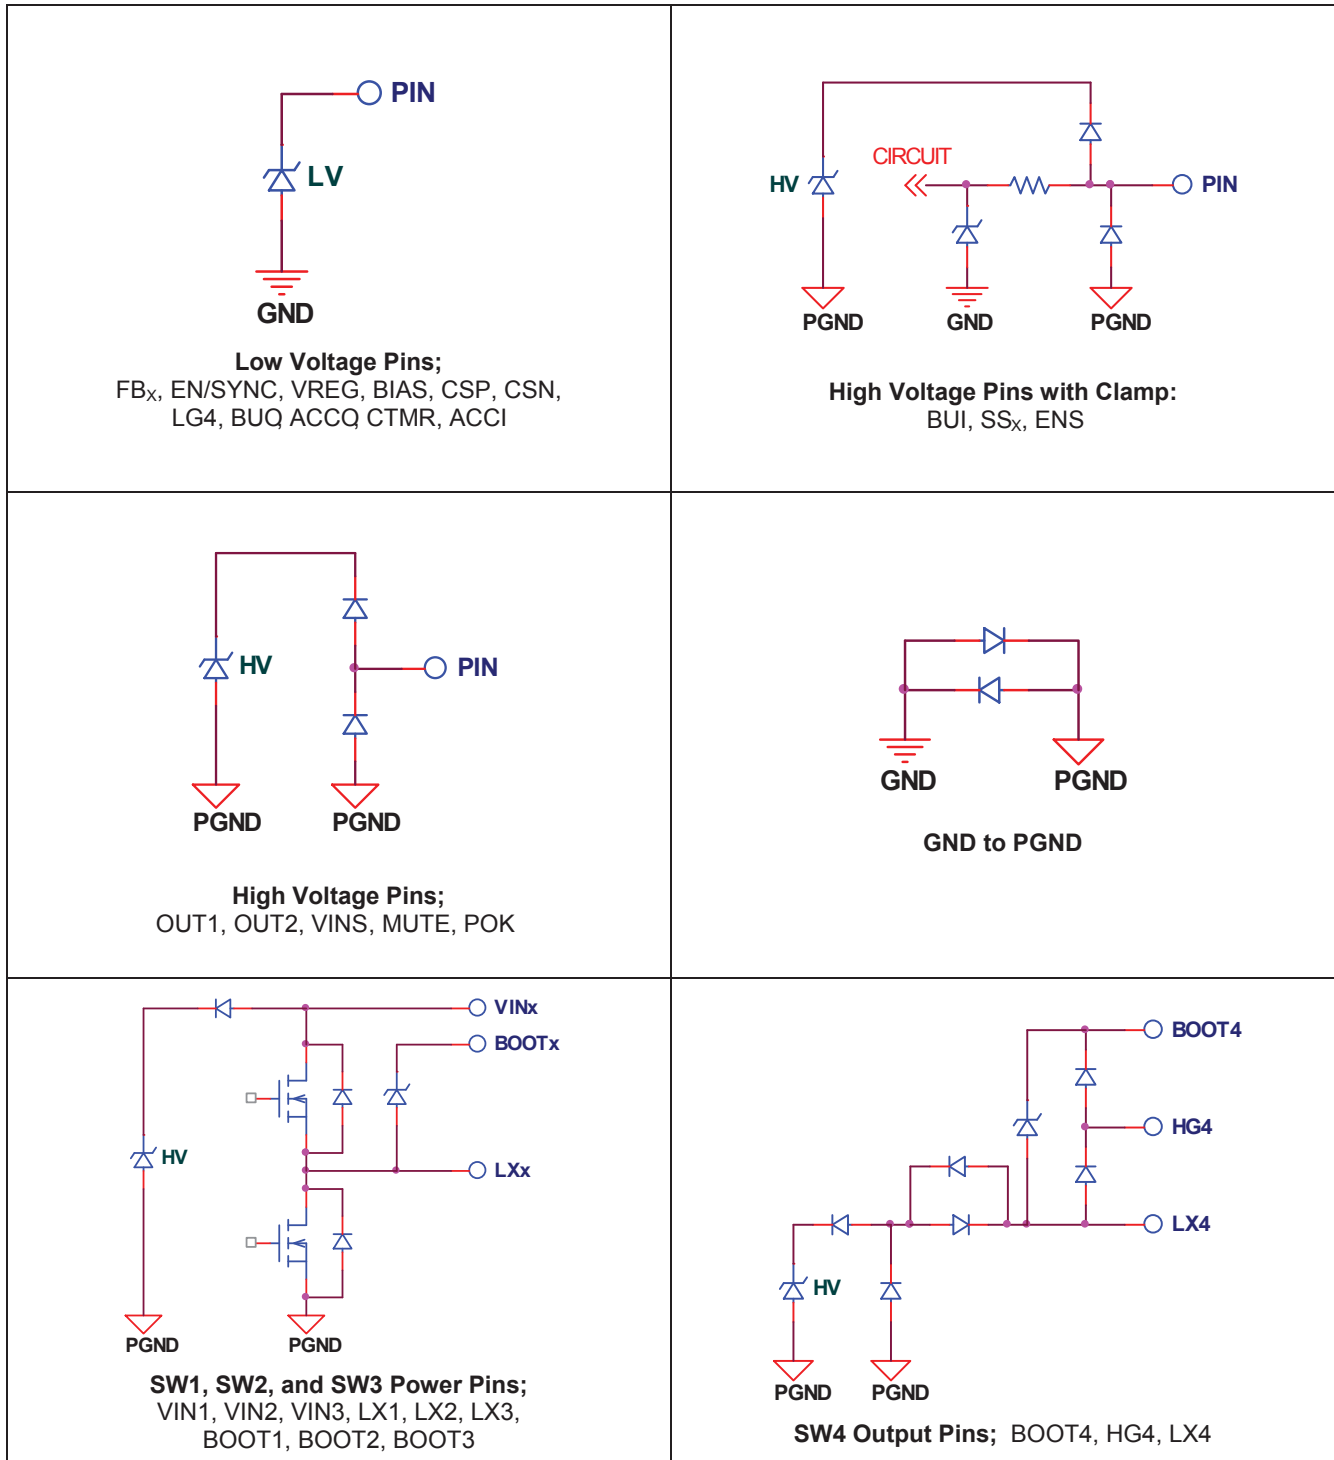 PIN
LV
GND
Low Voltage Pins;
FBX, EN/SYNC, VREG, BIAS, CSP, CSN,
LG4, BUO, ACCO, CTMR, ACCI
CIRCUIT
HV
PIN
PGND
GND
PGND
High Voltage Pins with Clamp:
BUI, SSX, ENS
HV
PIN
PGND
PGND
High Voltage Pins;
OUT1, OUT2, VINS, MUTE, POK
GND
PGND
GND to PGND
VINx
BOOTx
HV
LXx
PGND
PGND
SW1, SW2, and SW3 Power Pins;
VIN1, VIN2, VIN3, LX1, LX2, LX3,
BOOT1, BOOT2, BOOT3
BOOT4
HG4
LX4
HV
PGND
PGND
SW4 Output Pins; BOOT4, HG4, LX4